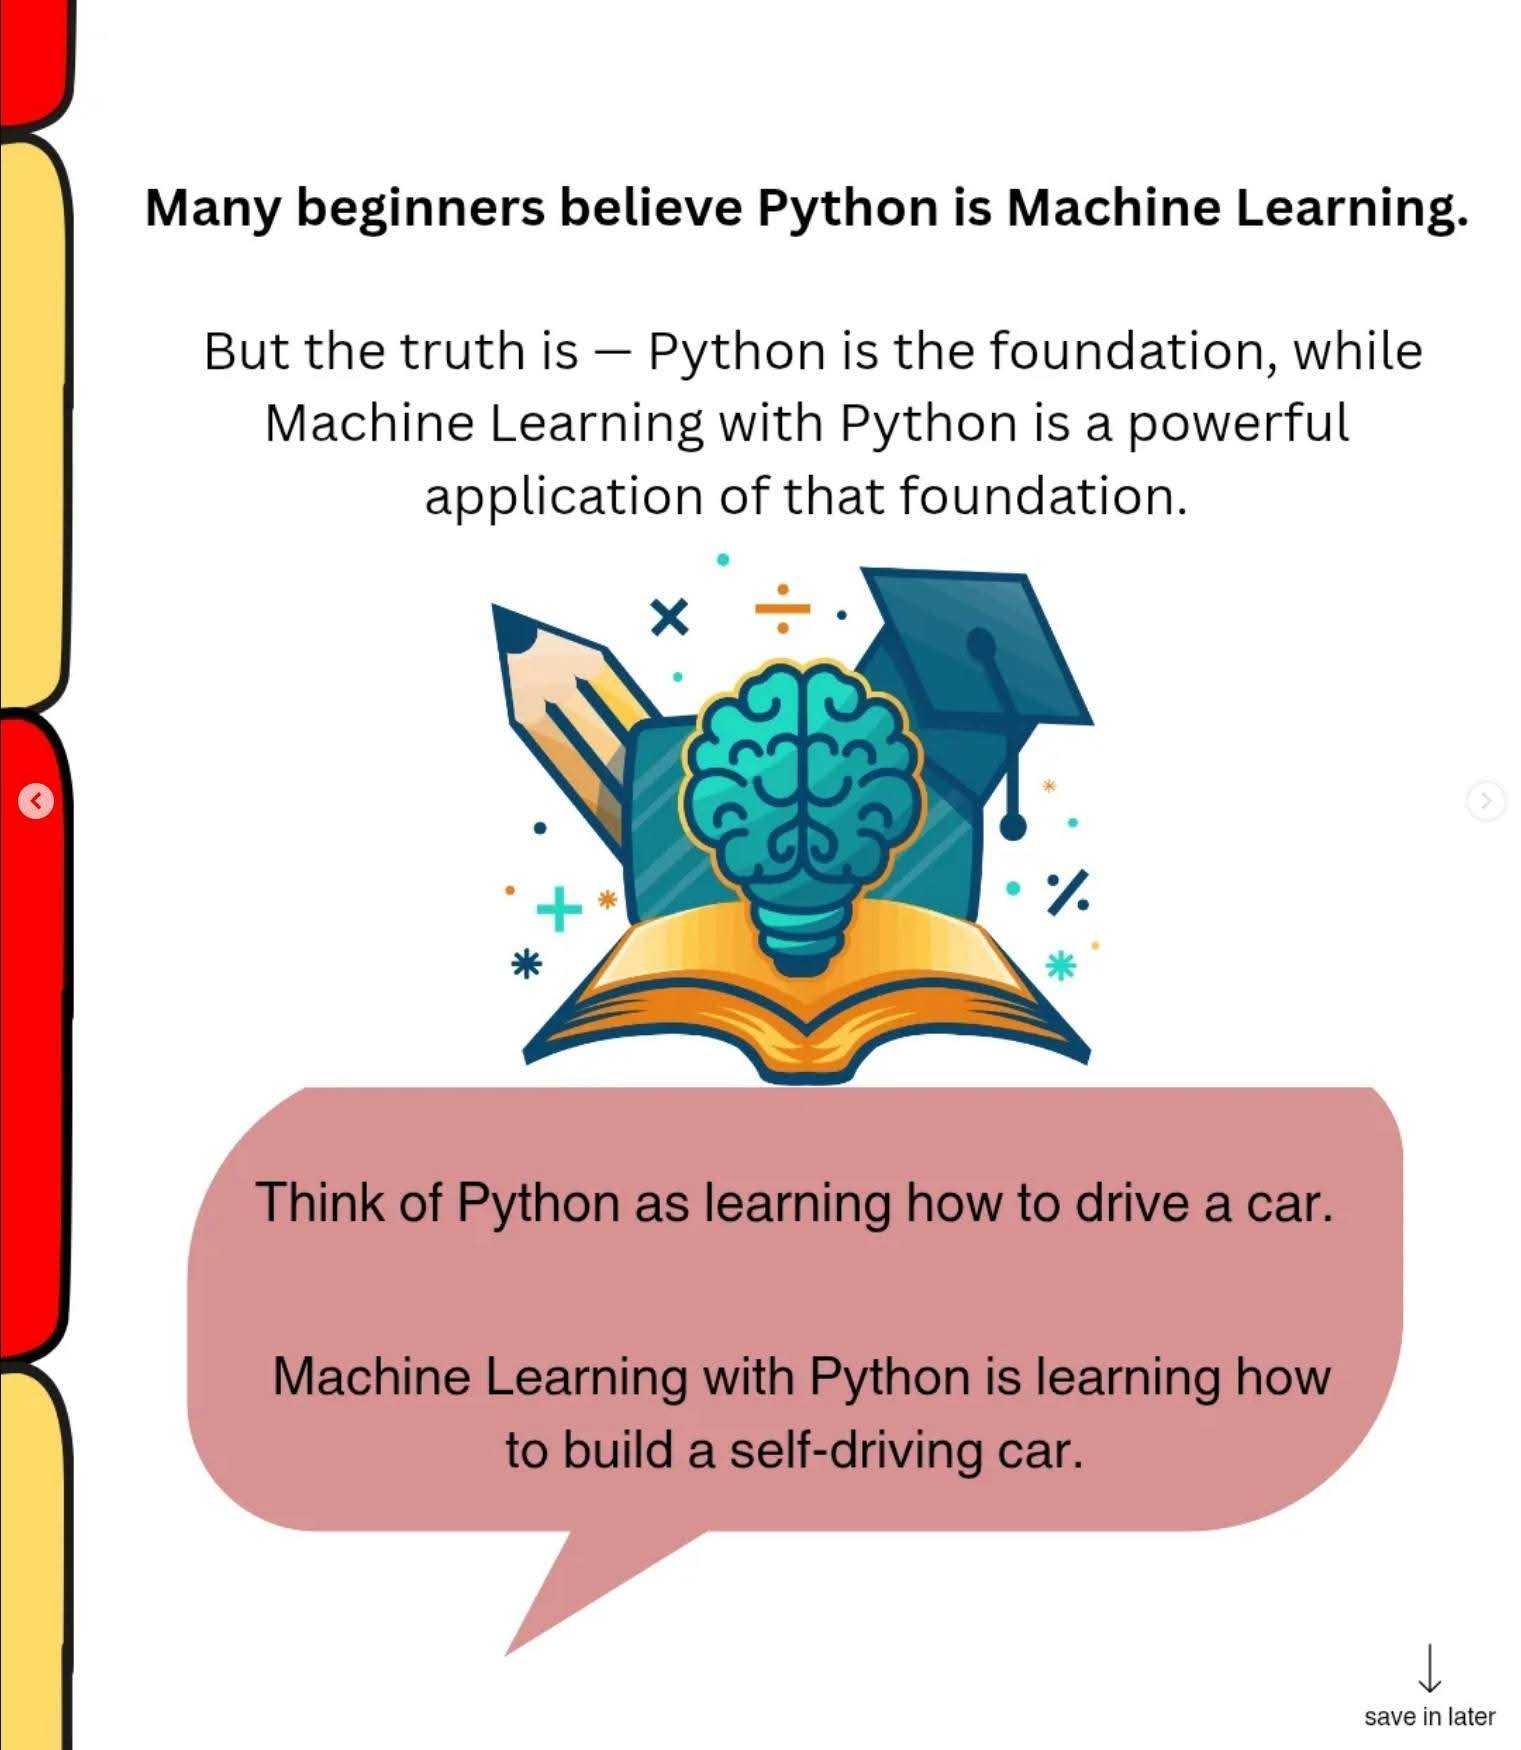 Many beginners believe Python is Machine Learning.
But the truth is — Python is the foundation, while
Machine Learning with Python is a powerful
application of that foundation.
Think of Python as learning how to drive a car.
Machine Learning with Python is learning how
to build a self-driving car.
save in later